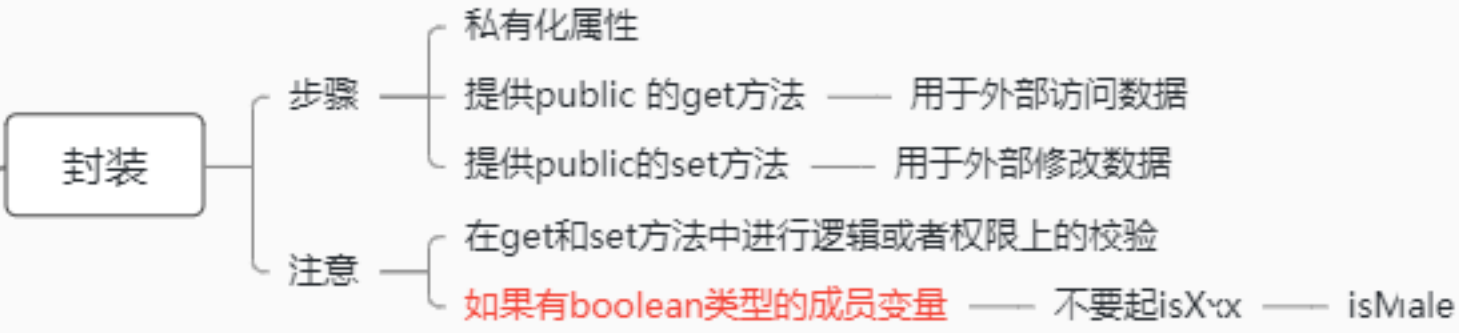 封装
步骤
私有化属性
提供public 的get方法
用于外部访问数据
提供public的set方法
用于外部修改数据
注意
在get和set方法中进行逻辑或者权限上的校验
如果有boolean类型的成员变量
不要起isXxx
isMale